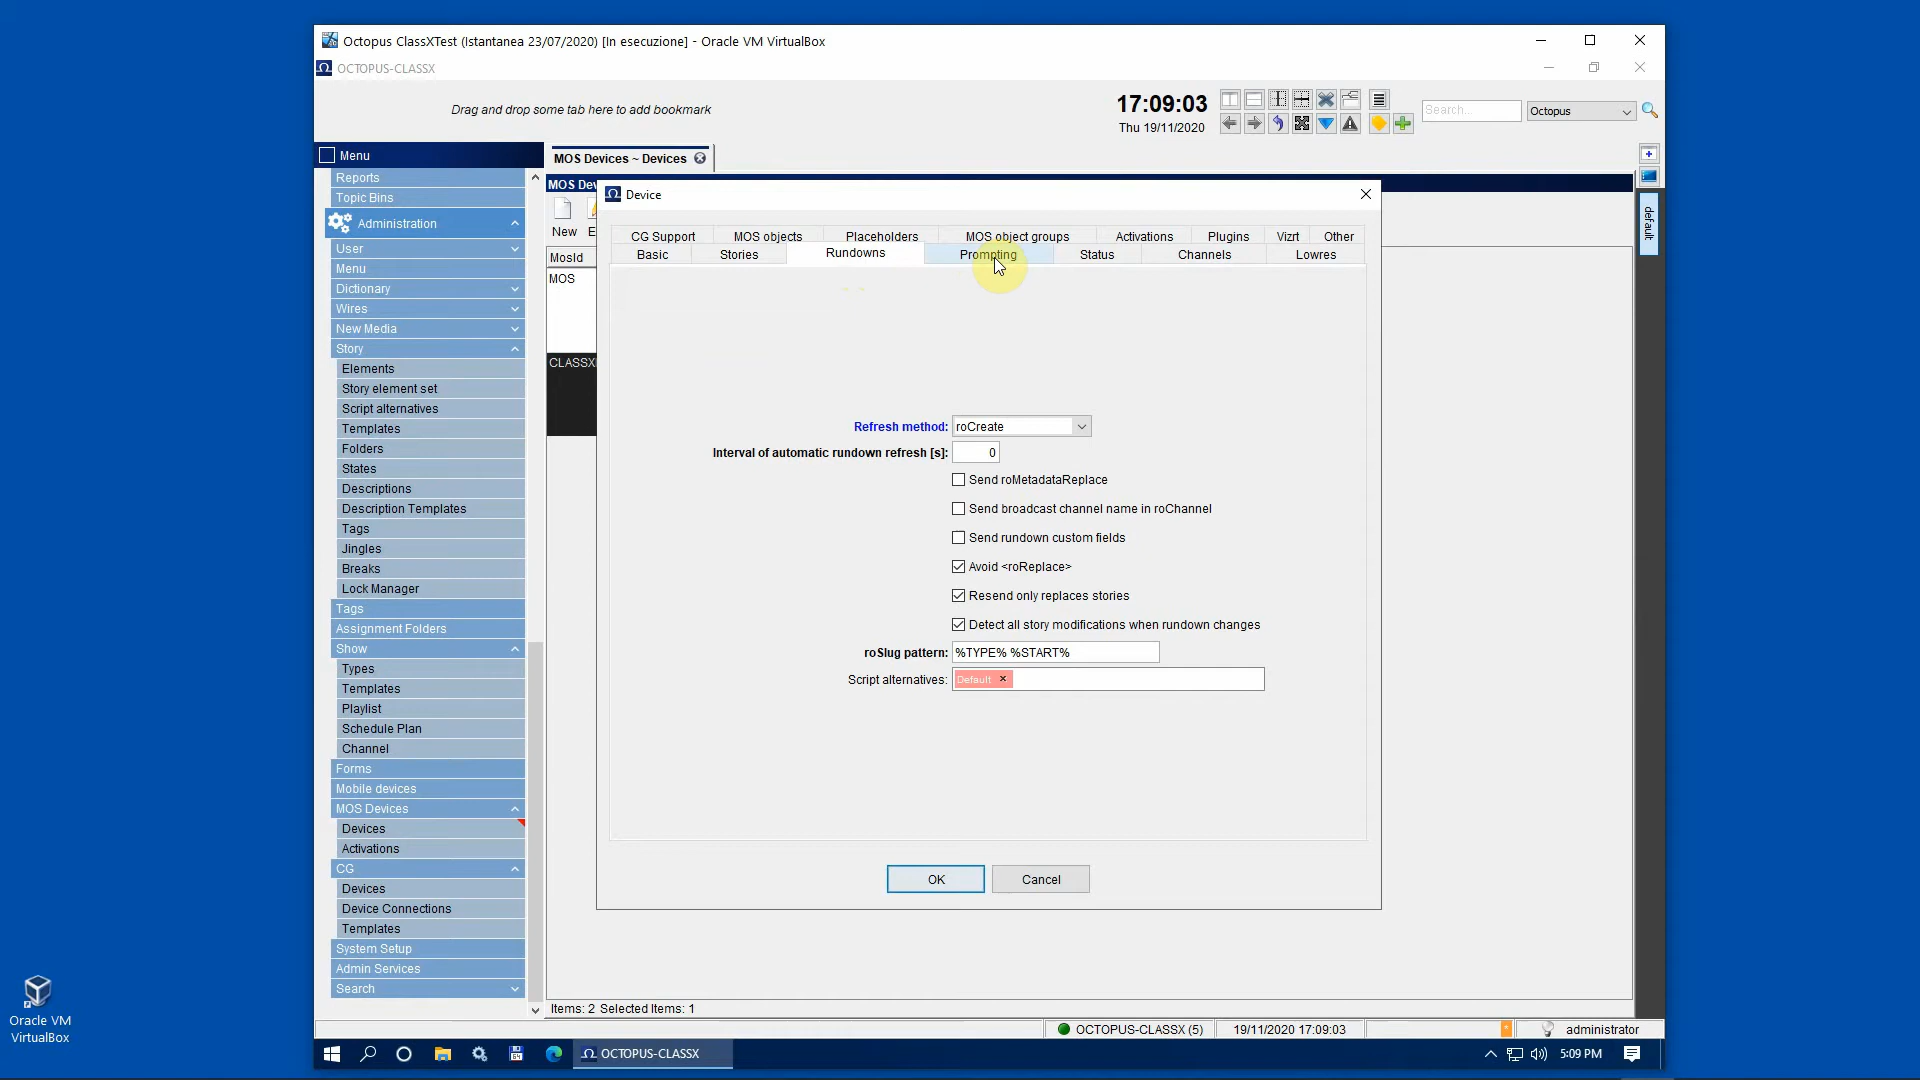 Octopus ClassXTest (Istantanea 23/07/2020) [In esecuzione] - Oracle VM VirtualBox
OCTOPUS-CLASSX
Drag and drop some tab here to add bookmark
17:09:03
Thu 19/11/2020
Search...
Octopus
Menu
MOS Devices ~ Devices
Reports
Topic Bins
Administration
User
Menu
Dictionary
Wires
New Media
Story
Elements
Story element set
Script alternatives
Templates
Folders
States
Descriptions
Description Templates
Tags
Jingles
Breaks
Lock Manager
Tags
Assignment Folders
Show
Types
Templates
Playlist
Schedule Plan
Channel
Forms
Mobile devices
MOS Devices
Devices
Activations
CG
Devices
Device Connections
Templates
System Setup
Admin Services
Search
MOS Dev
New E
MosId
MOS
CLASSX
Device
CG Support MOS objects Placeholders MOS object groups Activations Plugins Vizrt Other
Basic Stories Rundowns Prompting Status Channels Lowres
Refresh method: roCreate
Interval of automatic rundown refresh [s]: 0
Send roMetadataReplace
Send broadcast channel name in roChannel
Send rundown custom fields
Avoid <roReplace>
Resend only replaces stories
Detect all story modifications when rundown changes
roSlug pattern: %TYPE% %START%
Script alternatives: Default
OK Cancel
default
Items: 2 Selected Items: 1
OCTOPUS-CLASSX (5) 19/11/2020 17:09:03 administrator
OCTOPUS-CLASSX
5:09 PM
Oracle VM
VirtualBox